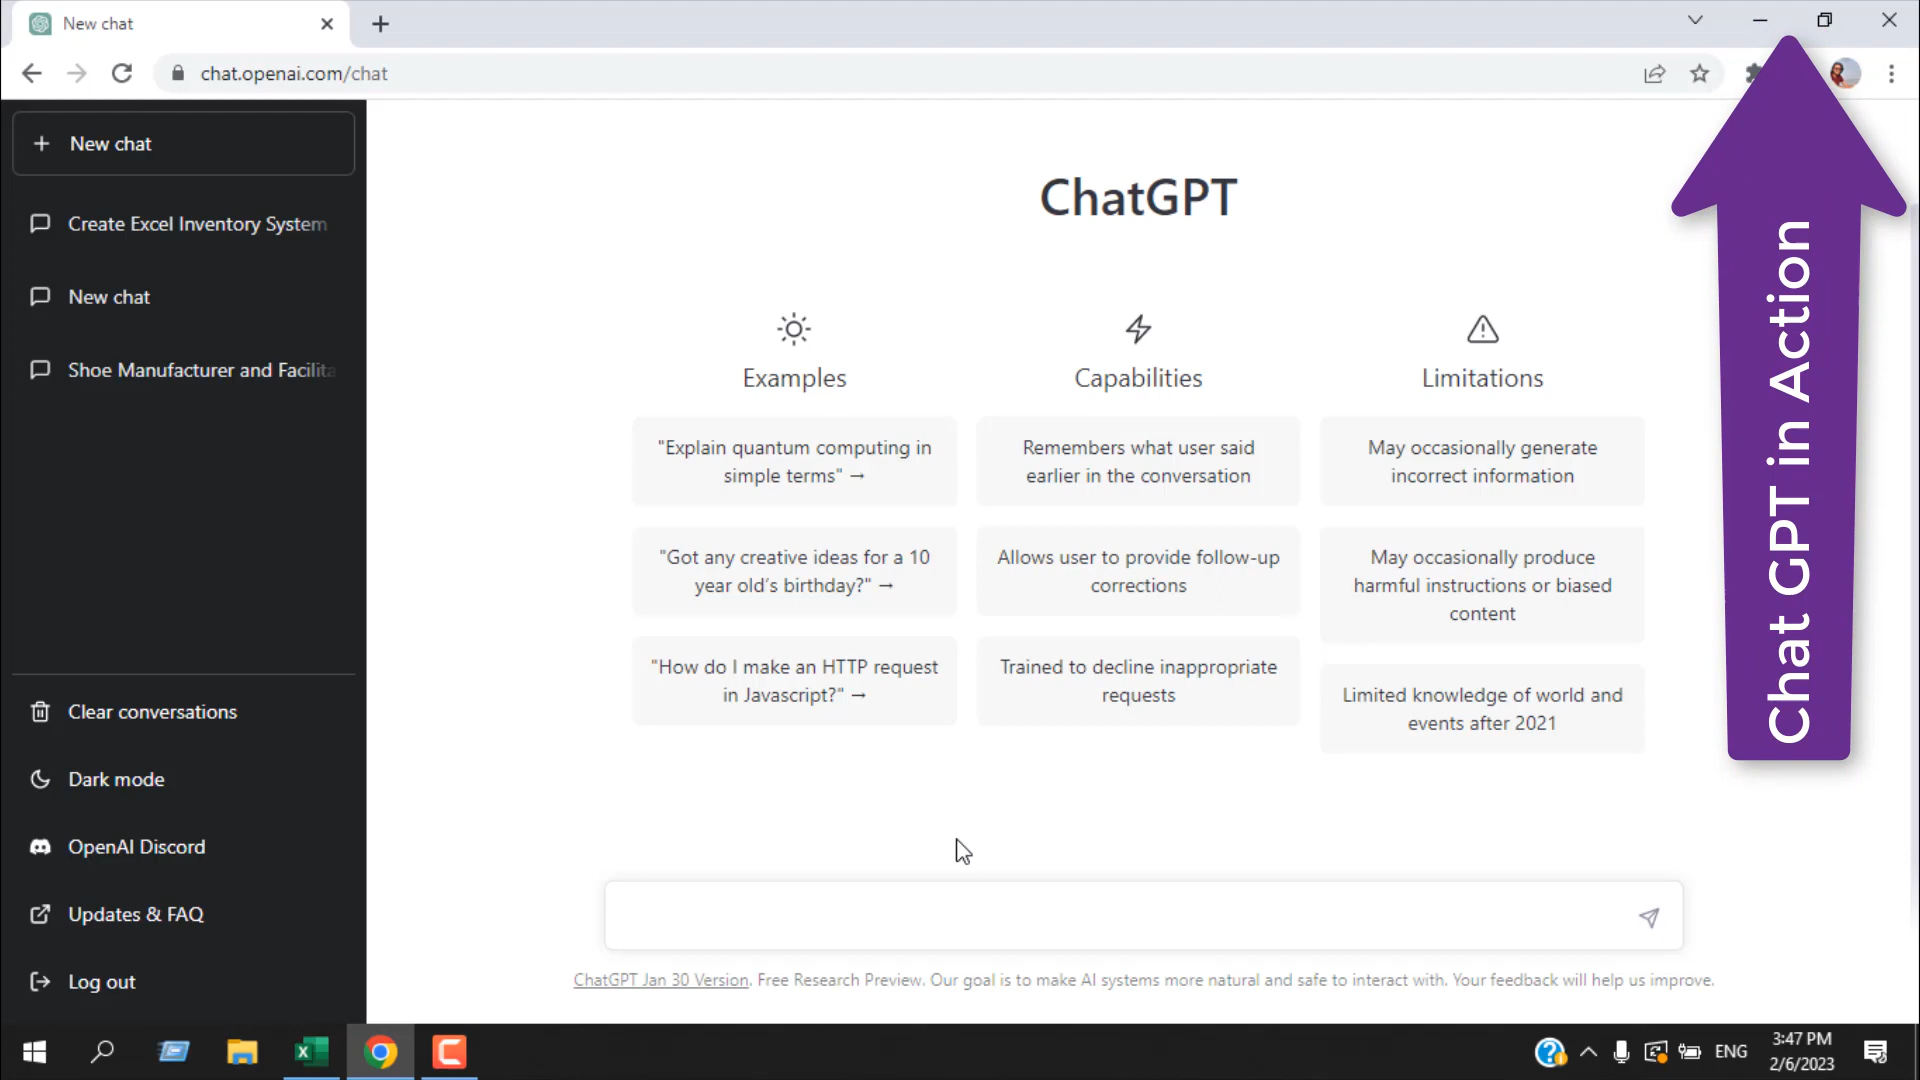 New chat
chat.openai.com/chat
New chat
Create Excel Inventory System
New chat
Shoe Manufacturer and Facilita
Clear conversations
Dark mode
OpenAI Discord
Updates & FAQ
Log out
ChatGPT
Examples
"Explain quantum computing in
simple terms" →
"Got any creative ideas for a 10
year old's birthday?" →
"How do I make an HTTP request
in Javascript?" →
Capabilities
Remembers what user said
earlier in the conversation
Allows user to provide follow-up
corrections
Trained to decline inappropriate
requests
Limitations
May occasionally generate
incorrect information
May occasionally produce
harmful instructions or biased
content
Limited knowledge of world and
events after 2021
ChatGPT Jan 30 Version. Free Research Preview. Our goal is to make AI systems more natural and safe to interact with. Your feedback will help us improve.
Chat GPT in Action
ENG
3:47 PM
2/6/2023